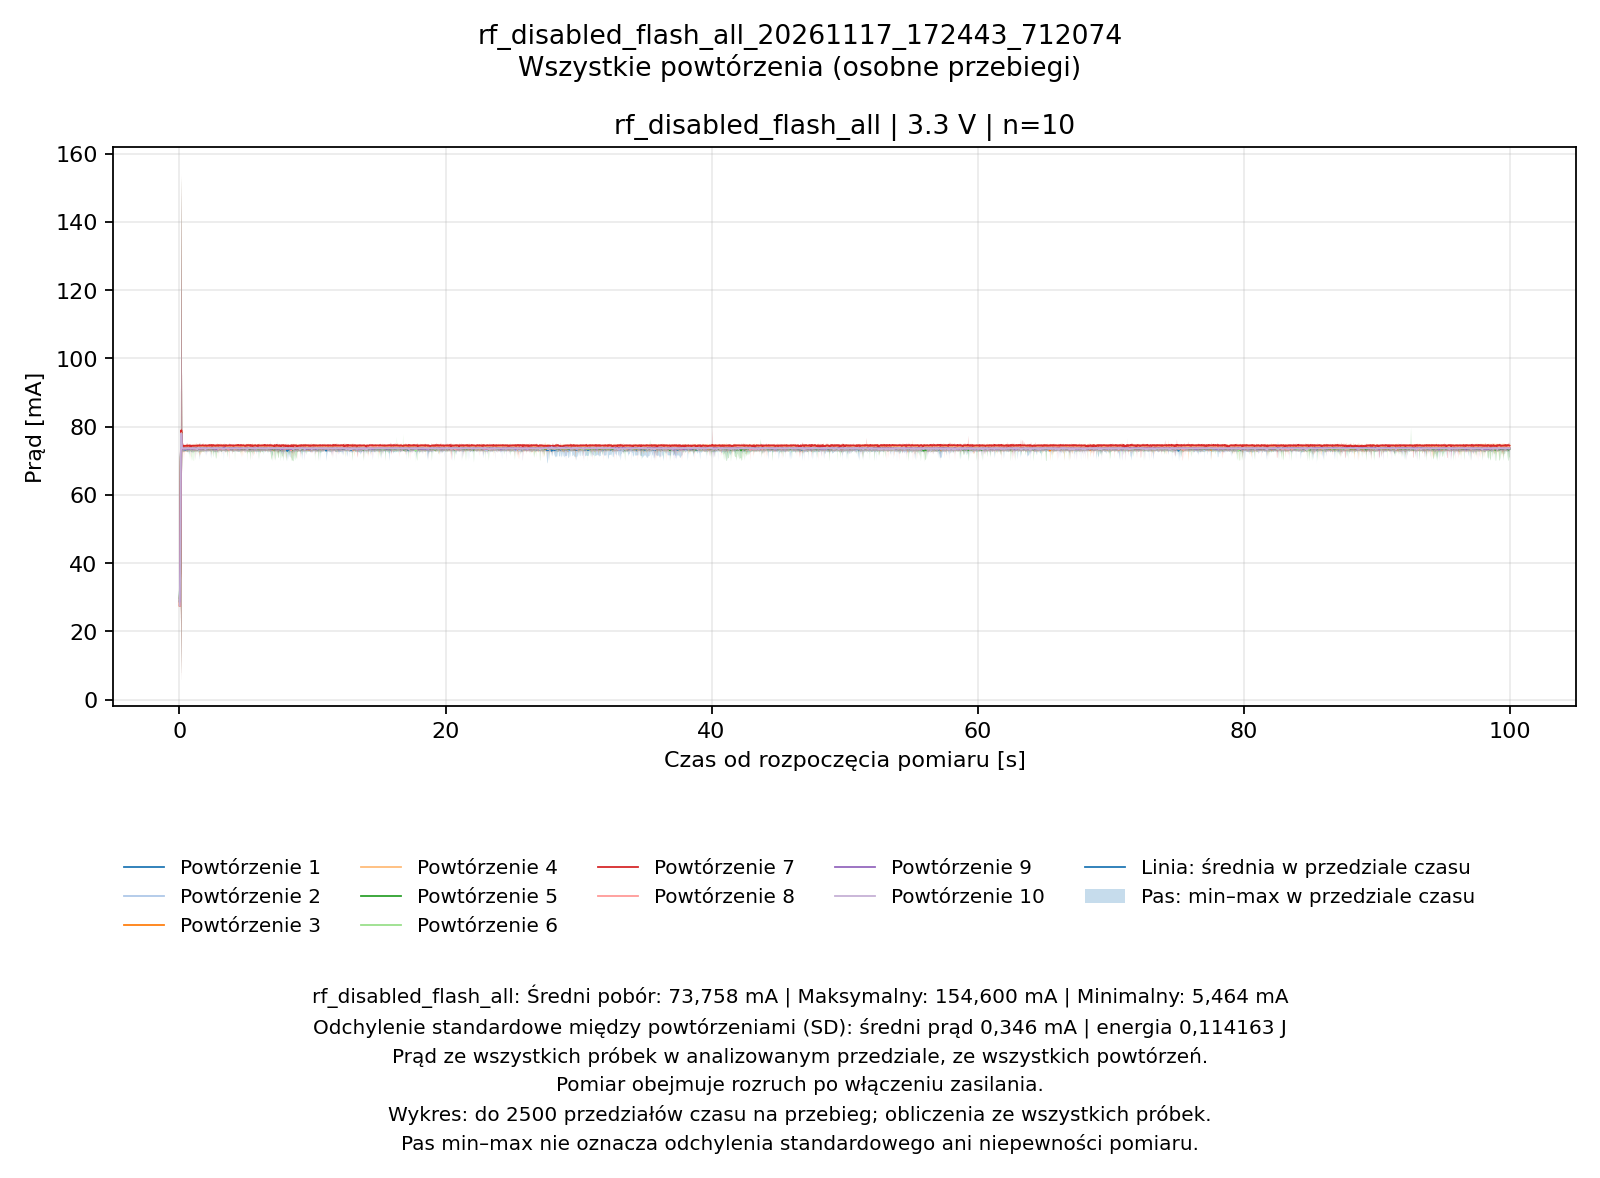 rf_disabled_flash_all_20261117_172443_712074
Wszystkie powtórzenia (osobne przebiegi)
rf_disabled_flash_all | 3.3 V | n=10
160
140
120
100
80
60
40
20
0
Prąd [mA]
0 20 40 60 80 100
Czas od rozpoczęcia pomiaru [s]
Powtórzenie 1 Powtórzenie 4 Powtórzenie 7 Powtórzenie 9 Linia: średnia w przedziale czasu
Powtórzenie 2 Powtórzenie 5 Powtórzenie 8 Powtórzenie 10 Pas: min–max w przedziale czasu
Powtórzenie 3 Powtórzenie 6
rf_disabled_flash_all: Średni pobór: 73,758 mA | Maksymalny: 154,600 mA | Minimalny: 5,464 mA
Odchylenie standardowe między powtórzeniami (SD): średni prąd 0,346 mA | energia 0,114163 J
Prąd ze wszystkich próbek w analizowanym przedziale, ze wszystkich powtórzeń.
Pomiar obejmuje rozruch po włączeniu zasilania.
Wykres: do 2500 przedziałów czasu na przebieg; obliczenia ze wszystkich próbek.
Pas min–max nie oznacza odchylenia standardowego ani niepewności pomiaru.